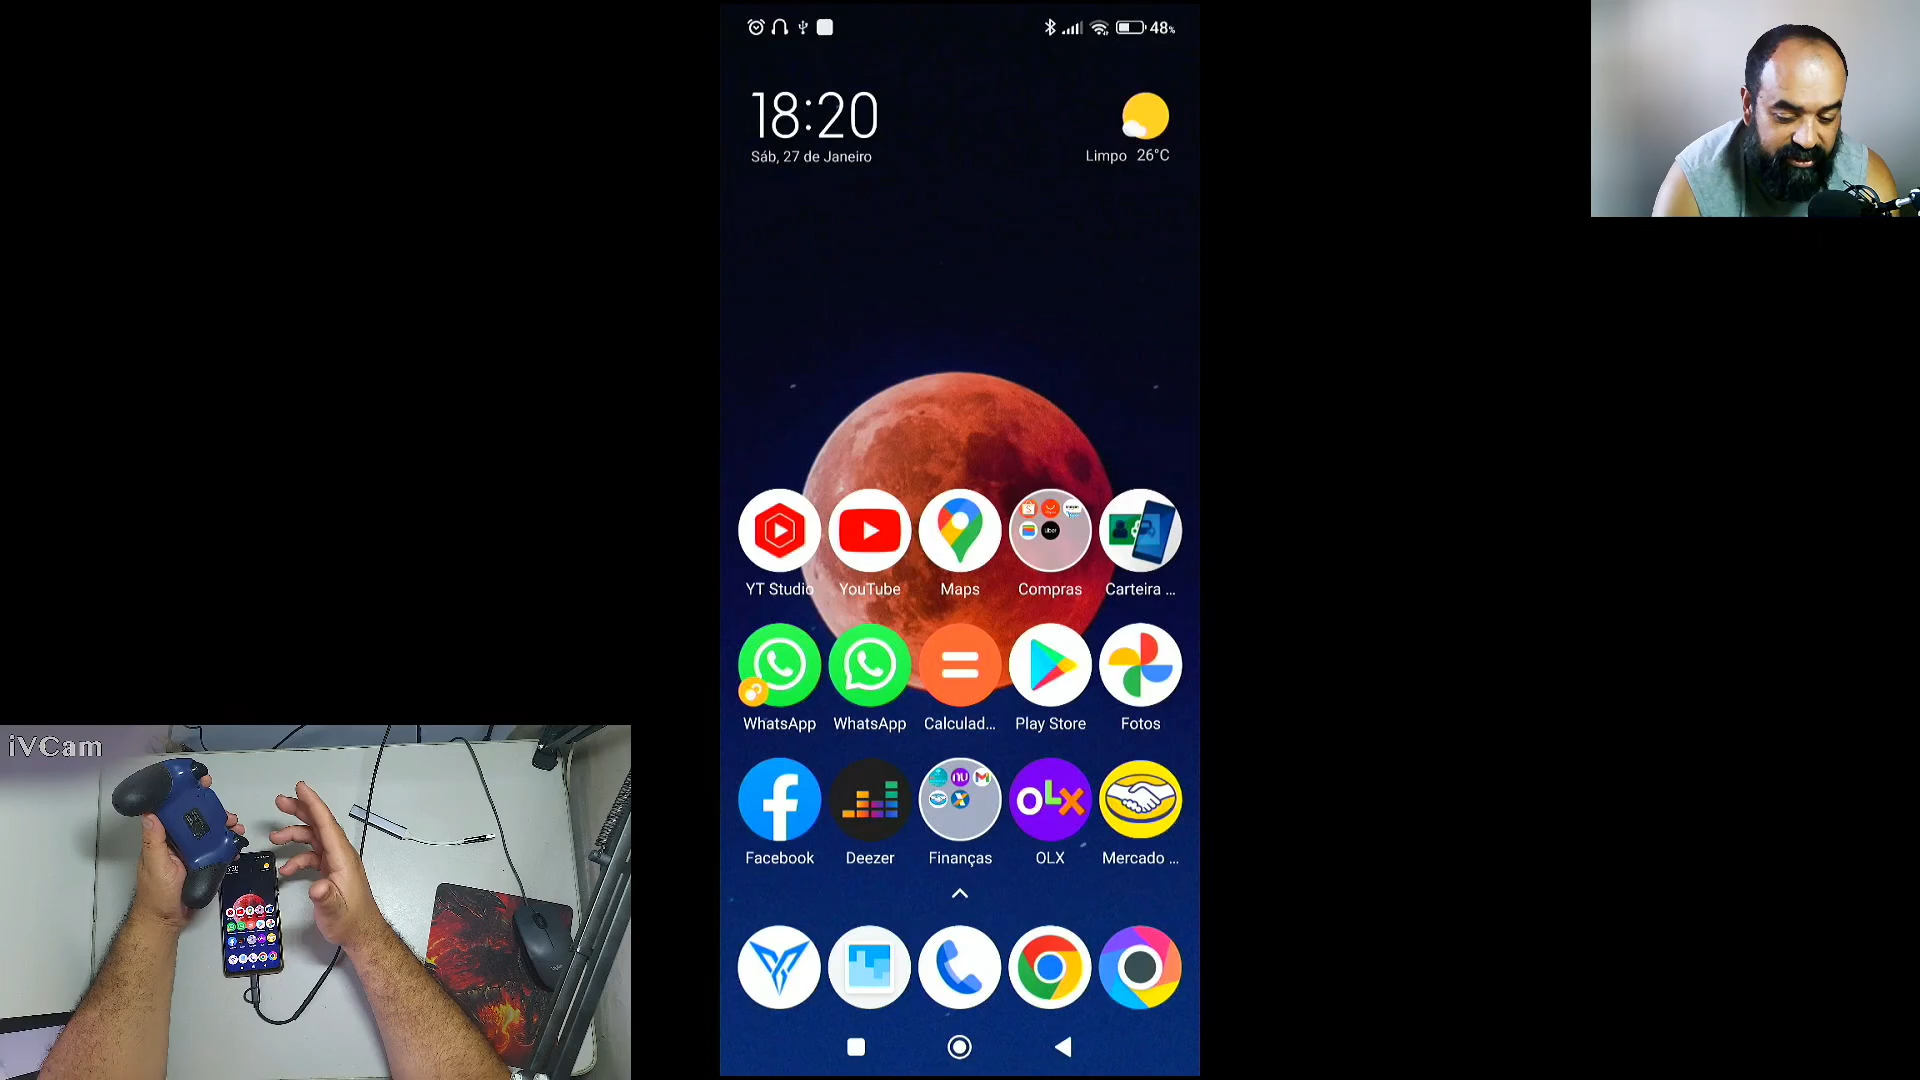 48%
18:20
Sáb, 27 de Janeiro
Limpo 26°C
YT Studio
YouTube
Maps
Compras
Carteira ...
WhatsApp
WhatsApp
Calculad...
Play Store
Fotos
OLX
Facebook
Deezer
Finanças
OLX
Mercado ...
iVCam